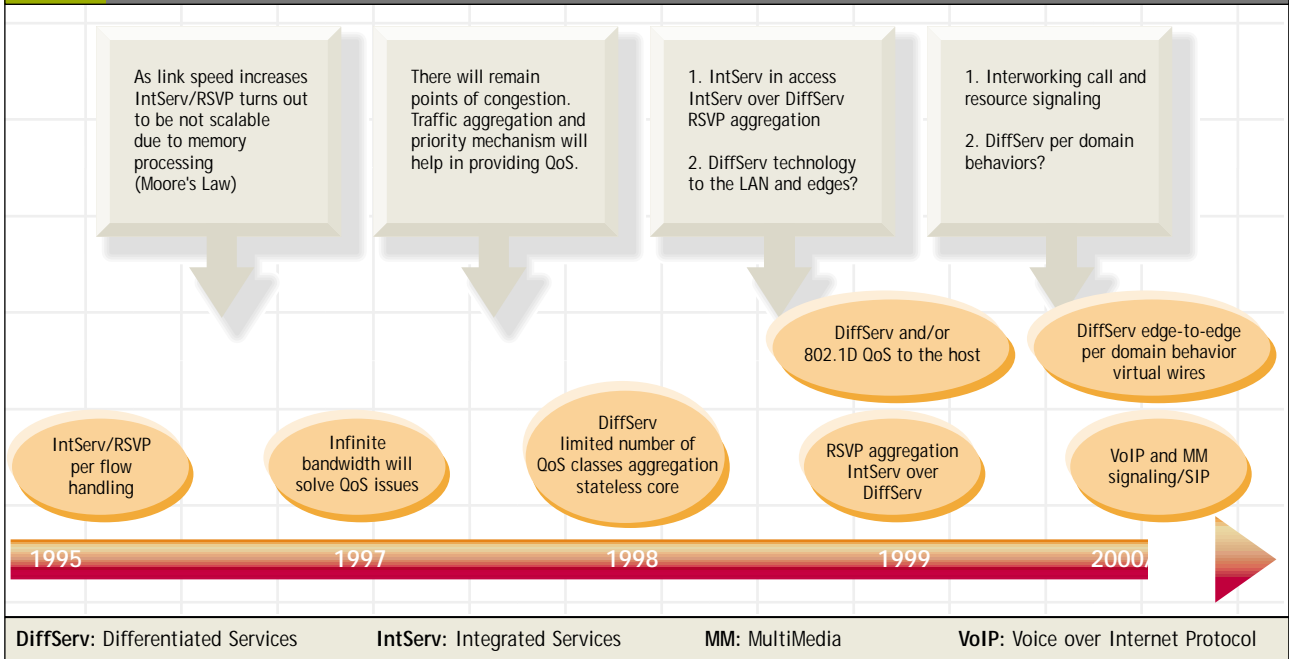 As link speed increases
IntServ/RSVP turns out
to be not scalable
due to memory
processing
(Moore's Law)
There will remain
points of congestion.
Traffic aggregation and
priority mechanism will
help in providing QoS.
1. IntServ in access
IntServ over DiffServ
RSVP aggregation
2. DiffServ technology
to the LAN and edges?
1. Interworking call and
resource signaling
2. DiffServ per domain
behaviors?
DiffServ and/or
802.1D QoS to the host
DiffServ edge-to-edge
per domain behavior
virtual wires
IntServ/RSVP
per flow
handling
Infinite
bandwidth will
solve QoS issues
DiffServ
limited number of
QoS classes aggregation
stateless core
RSVP aggregation
IntServ over
DiffServ
VoIP and MM
signaling/SIP
1995 1997 1998 1999 2000/
DiffServ: Differentiated Services IntServ: Integrated Services MM: MultiMedia VoIP: Voice over Internet Protocol